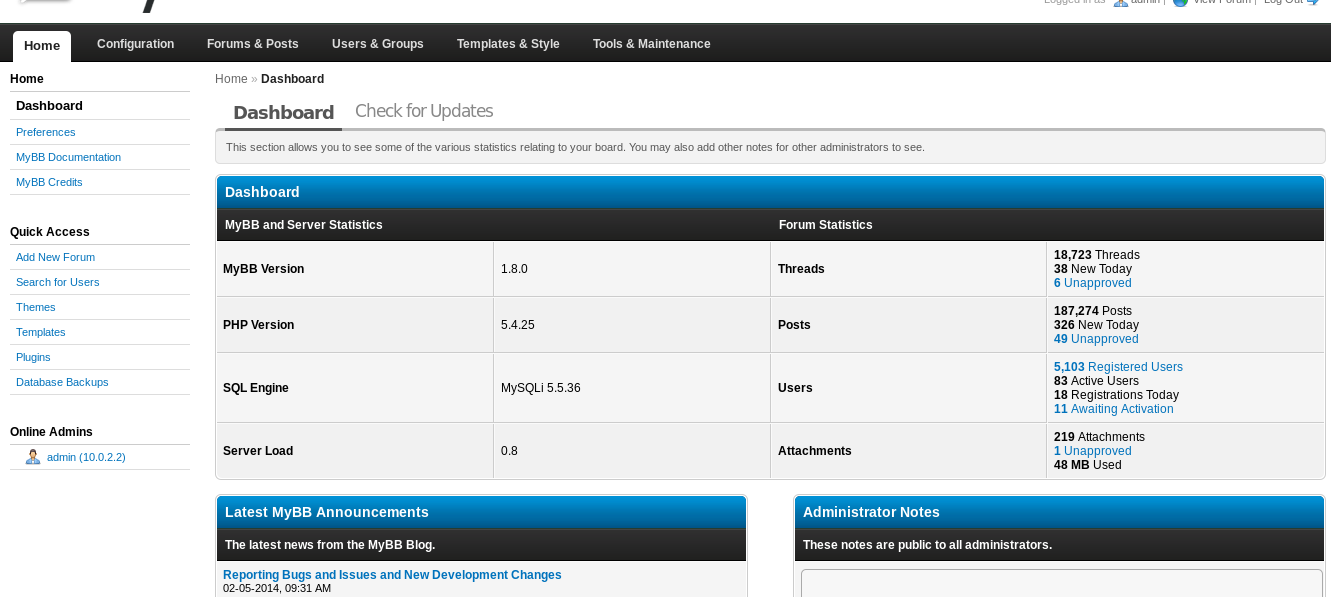 Logged in as admin | View Forum | Log Out
Home Configuration Forums & Posts Users & Groups Templates & Style Tools & Maintenance
Home
Dashboard
Preferences
MyBB Documentation
MyBB Credits
Quick Access
Add New Forum
Search for Users
Themes
Templates
Plugins
Database Backups
Online Admins
admin (10.0.2.2)
Home » Dashboard
Dashboard Check for Updates
This section allows you to see some of the various statistics relating to your board. You may also add other notes for other administrators to see.
Dashboard
MyBB and Server Statistics Forum Statistics
MyBB Version 1.8.0 Threads
18,723 Threads
38 New Today
6 Unapproved
PHP Version 5.4.25 Posts
187,274 Posts
326 New Today
49 Unapproved
SQL Engine MySQLi 5.5.36 Users
5,103 Registered Users
83 Active Users
18 Registrations Today
11 Awaiting Activation
Server Load 0.8 Attachments
219 Attachments
1 Unapproved
48 MB Used
Latest MyBB Announcements
The latest news from the MyBB Blog.
Reporting Bugs and Issues and New Development Changes
02-05-2014, 09:31 AM
Administrator Notes
These notes are public to all administrators.